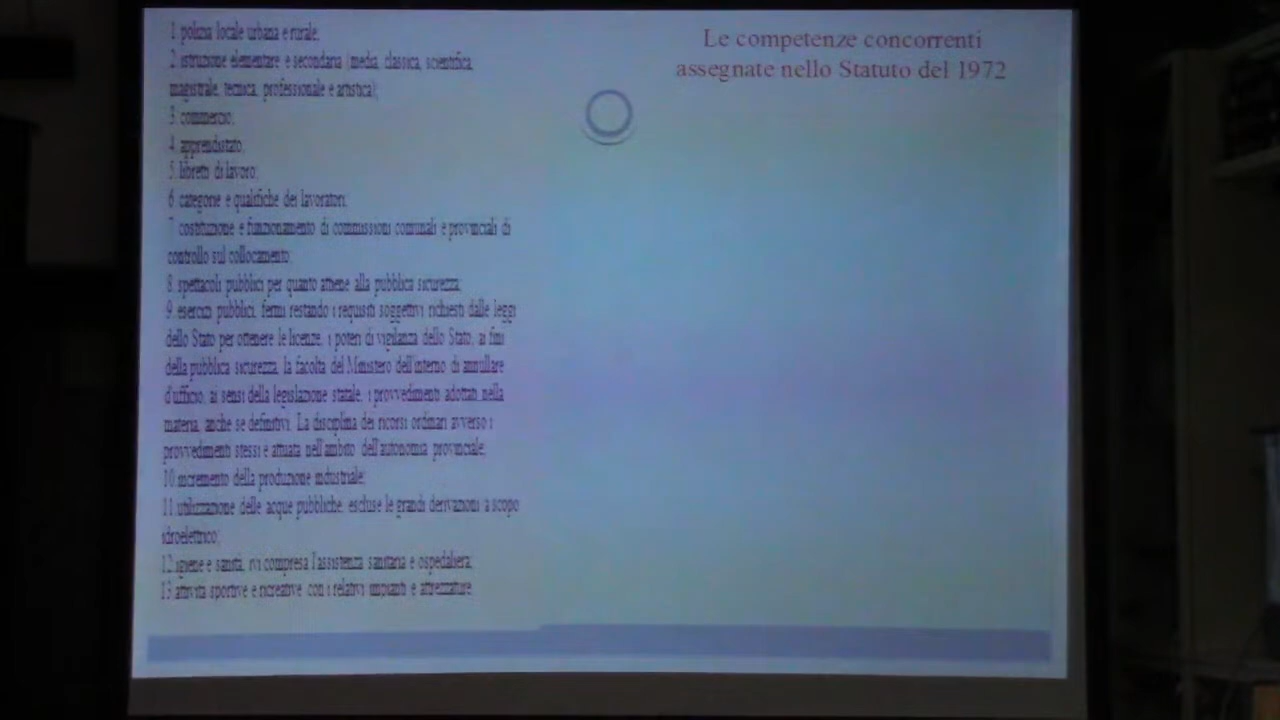 1. polizia locale urbana e rurale;
2. istruzione elementare e secondaria (media, classica, scientifica,
magistrale, tecnica, professionale e artistica);
3. commercio;
4. apprendistato;
5. libretti di lavoro;
6. categorie e qualifiche dei lavoratori;
7. costituzione e funzionamento di commissioni comunali e provinciali di
controllo sul collocamento;
8. spettacoli pubblici per quanto attiene alla pubblica sicurezza;
9. esercizi pubblici, fermi restando i requisiti soggettivi richiesti dalle leggi
dello Stato per ottenere le licenze, i poteri di vigilanza dello Stato, ai fini
della pubblica sicurezza, la facoltà del Ministero dell'interno di annullare
d'ufficio, ai sensi della legislazione statale, i provvedimenti adottati nella
materia, anche se definitivi. La disciplina dei ricorsi ordinari avverso i
provvedimenti stessi è attuata nell'ambito dell'autonomia provinciale;
10. incremento della produzione industriale;
11. utilizzazione delle acque pubbliche, escluse le grandi derivazioni a scopo
idroelettrico;
12. igiene e sanità, ivi compresa l'assistenza sanitaria e ospedaliera;
13. attività sportive e ricreative con i relativi impianti e attrezzature.
Le competenze concorrenti
assegnate nello Statuto del 1972